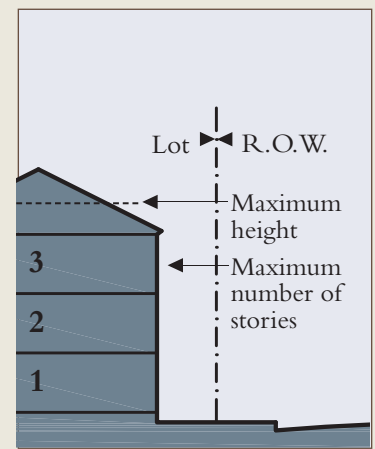 Lot R.O.W.
Maximum
height
3
Maximum
number of
stories
2
1